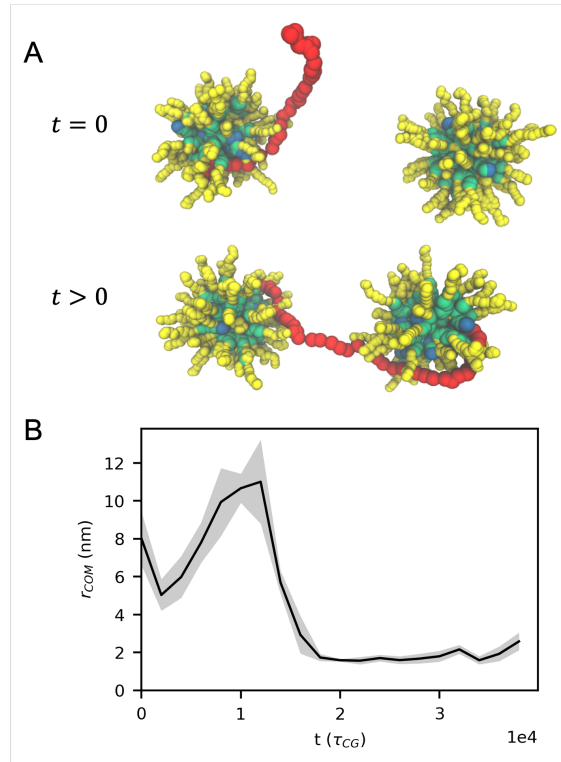 A
t = 0
t > 0
B
12
10
8
6
4
2
0
r_COM (nm)
0 1 2 3
t (τ_CG) 1e4